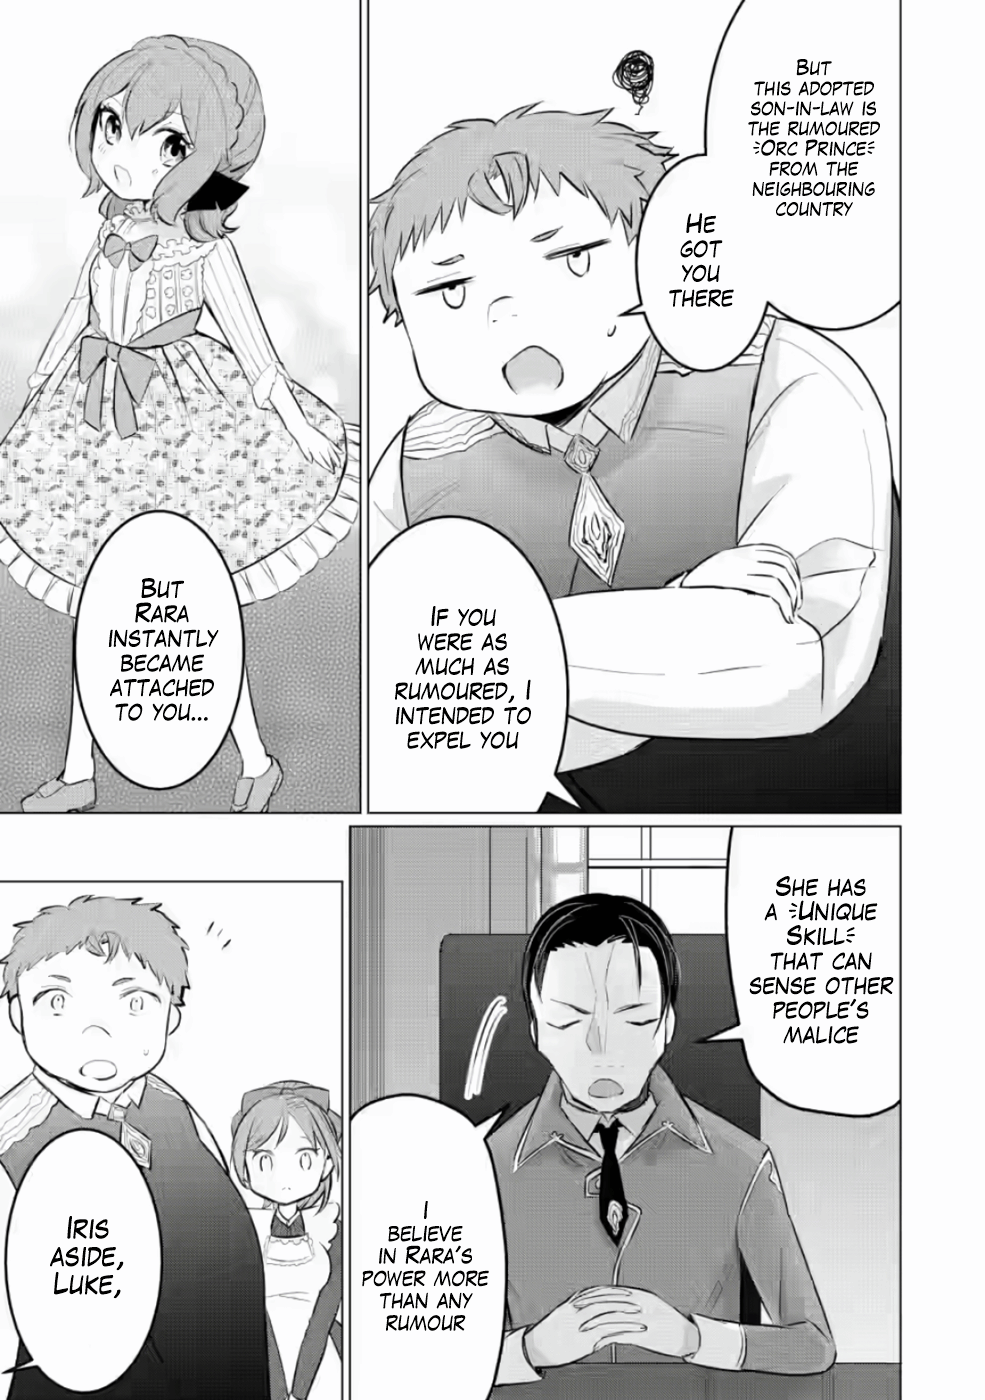 BUT
THIS ADOPTED
SON-IN-LAW IS
THE RUMOURED
ORC PRINCE
FROM THE
NEIGHBOURING
COUNTRY
HE
GOT
YOU
THERE
IF YOU
WERE AS
MUCH AS
RUMOURED, I
INTENDED TO
EXPEL YOU
BUT
RARA
INSTANTLY
BECAME
ATTACHED
TO YOU...
SHE HAS
A UNIQUE
SKILL
THAT CAN
SENSE OTHER
PEOPLE'S
MALICE
I
BELIEVE
IN RARA'S
POWER MORE
THAN ANY
RUMOUR
IRIS
ASIDE,
LUKE,